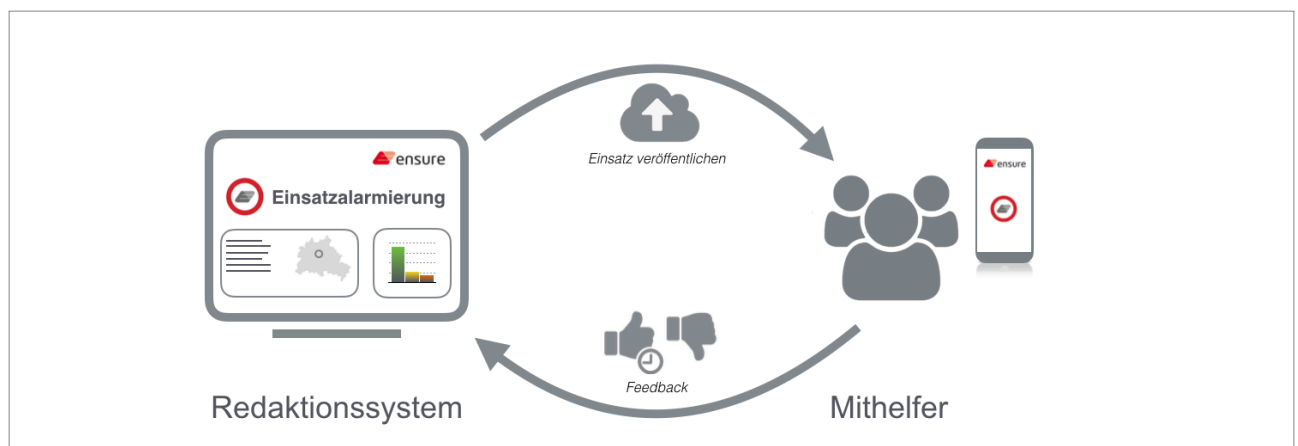 ensure
Einsatzalarmierung
Einsatz veröffentlichen
ensure
Feedback
Redaktionssystem
Mithelfer